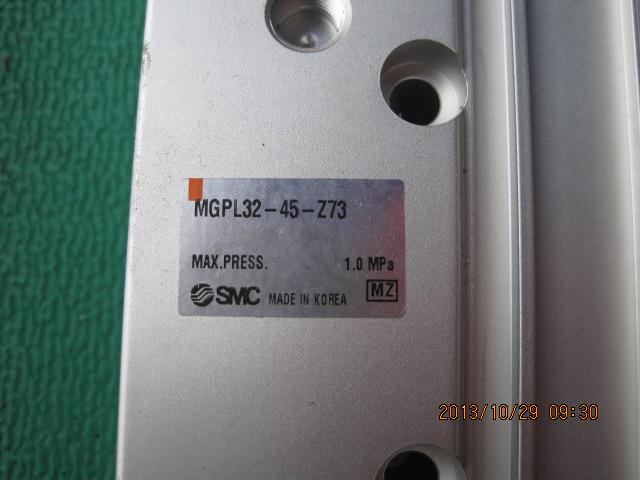 MGPL32-45-Z73
MAX.PRESS. 1.0 MPa
SMC MADE IN KOREA MZ
2013/10/29 09:30